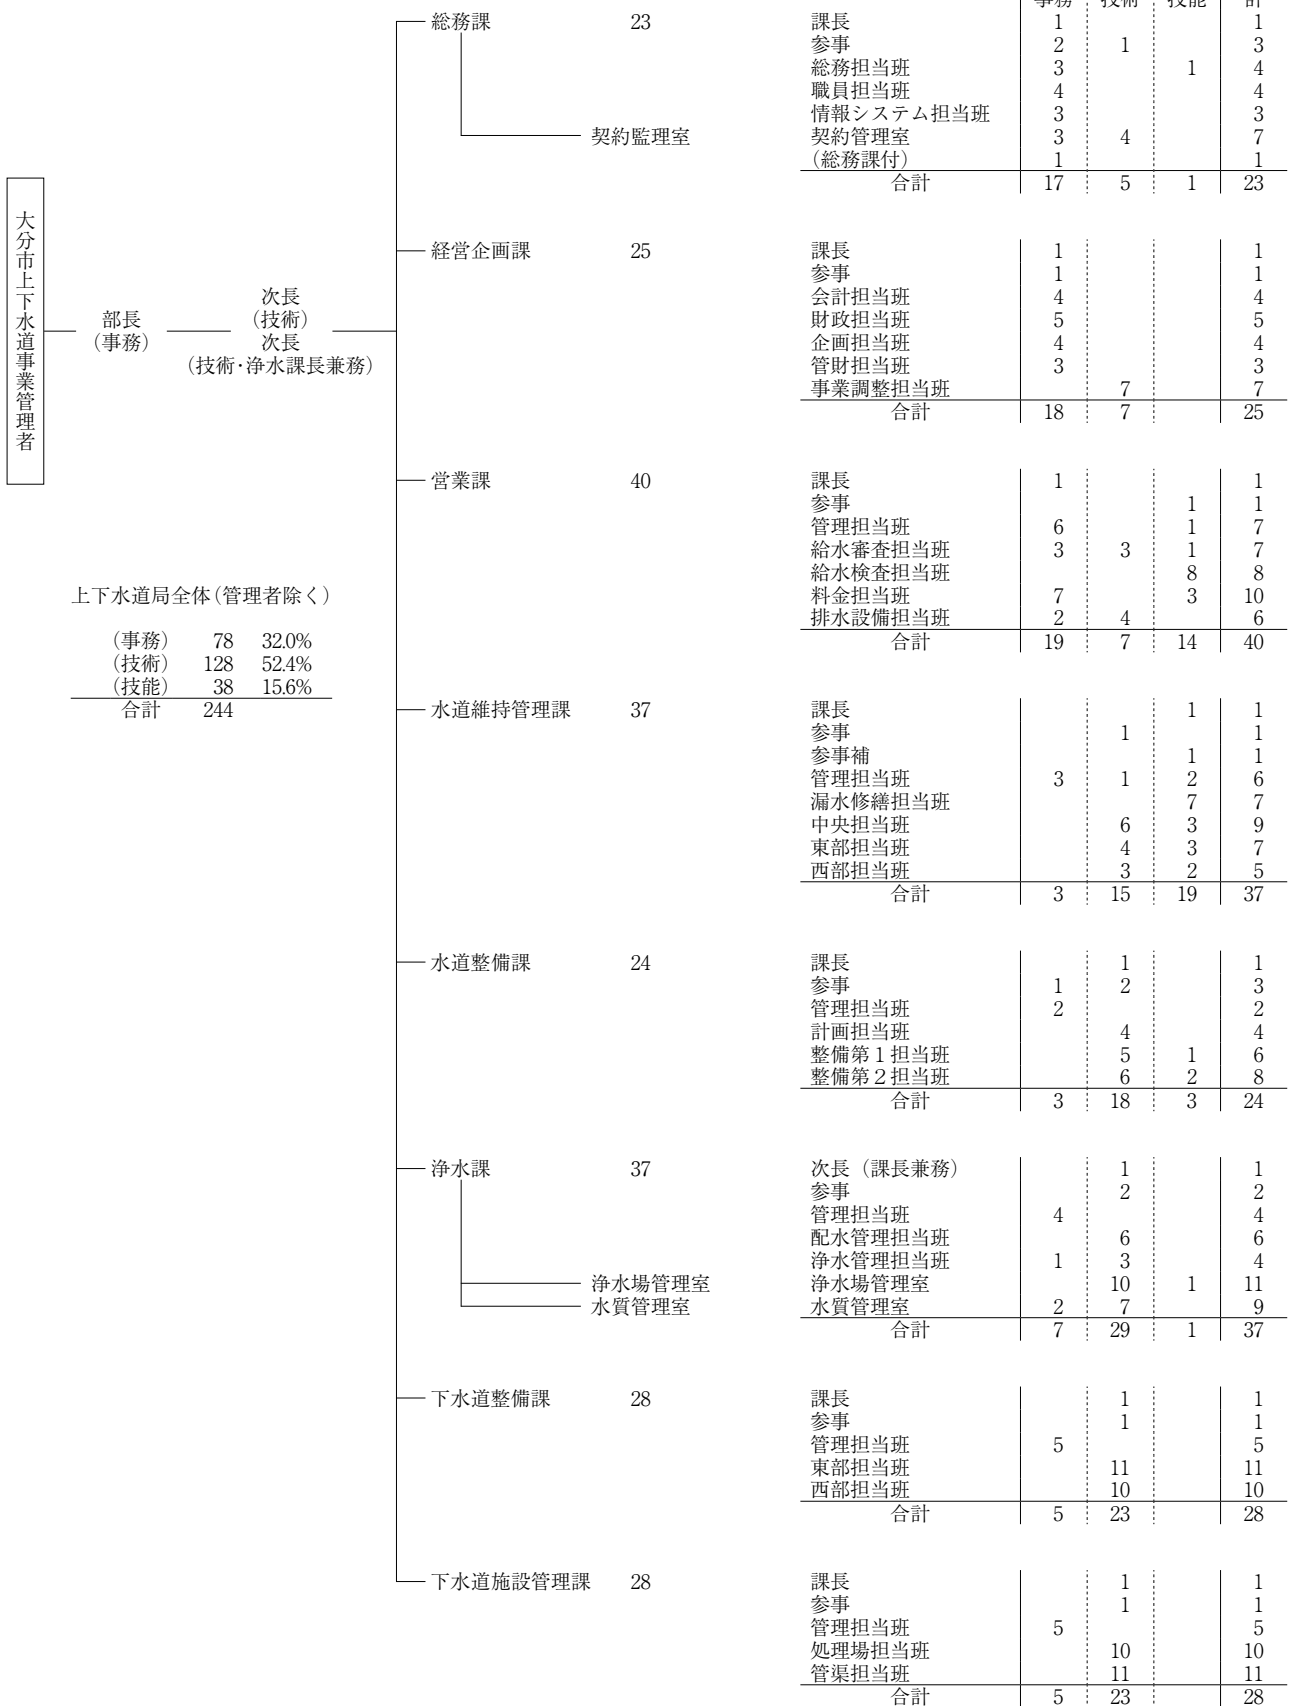 事務 技術 技能 計
総務課 23
課長 1 1
参事 2 1 3
総務担当班 3 1 4
職員担当班 4 4
情報システム担当班 3 3
契約監理室
契約管理室 3 4 7
(総務課付) 1 1
合計 17 5 1 23
大分市上下水道事業管理者
部長
(事務)
次長
(技術)
次長
(技術・浄水課長兼務)
経営企画課 25
課長 1 1
参事 1 1
会計担当班 4 4
財政担当班 5 5
企画担当班 4 4
管財担当班 3 3
事業調整担当班 7 7
合計 18 7 25
営業課 40
課長 1 1
参事 1 1
管理担当班 6 1 7
給水審査担当班 3 3 1 7
給水検査担当班 8 8
料金担当班 7 3 10
排水設備担当班 2 4 6
合計 19 7 14 40
上下水道局全体(管理者除く)
(事務) 78 32.0%
(技術) 128 52.4%
(技能) 38 15.6%
合計 244
水道維持管理課 37
課長 1 1
参事 1 1
参事補 1 1
管理担当班 3 1 2 6
漏水修繕担当班 7 7
中央担当班 6 3 9
東部担当班 4 3 7
西部担当班 3 2 5
合計 3 15 19 37
水道整備課 24
課長 1 1
参事 1 2 3
管理担当班 2 2
計画担当班 4 4
整備第1担当班 5 1 6
整備第2担当班 6 2 8
合計 3 18 3 24
浄水課 37
次長(課長兼務) 1 1
参事 2 2
管理担当班 4 4
配水管理担当班 6 6
浄水管理担当班 1 3 4
浄水場管理室
浄水場管理室 10 1 11
水質管理室
水質管理室 2 7 9
合計 7 29 1 37
下水道整備課 28
課長 1 1
参事 1 1
管理担当班 5 5
東部担当班 11 11
西部担当班 10 10
合計 5 23 28
下水道施設管理課 28
課長 1 1
参事 1 1
管理担当班 5 5
処理場担当班 10 10
管渠担当班 11 11
合計 5 23 28